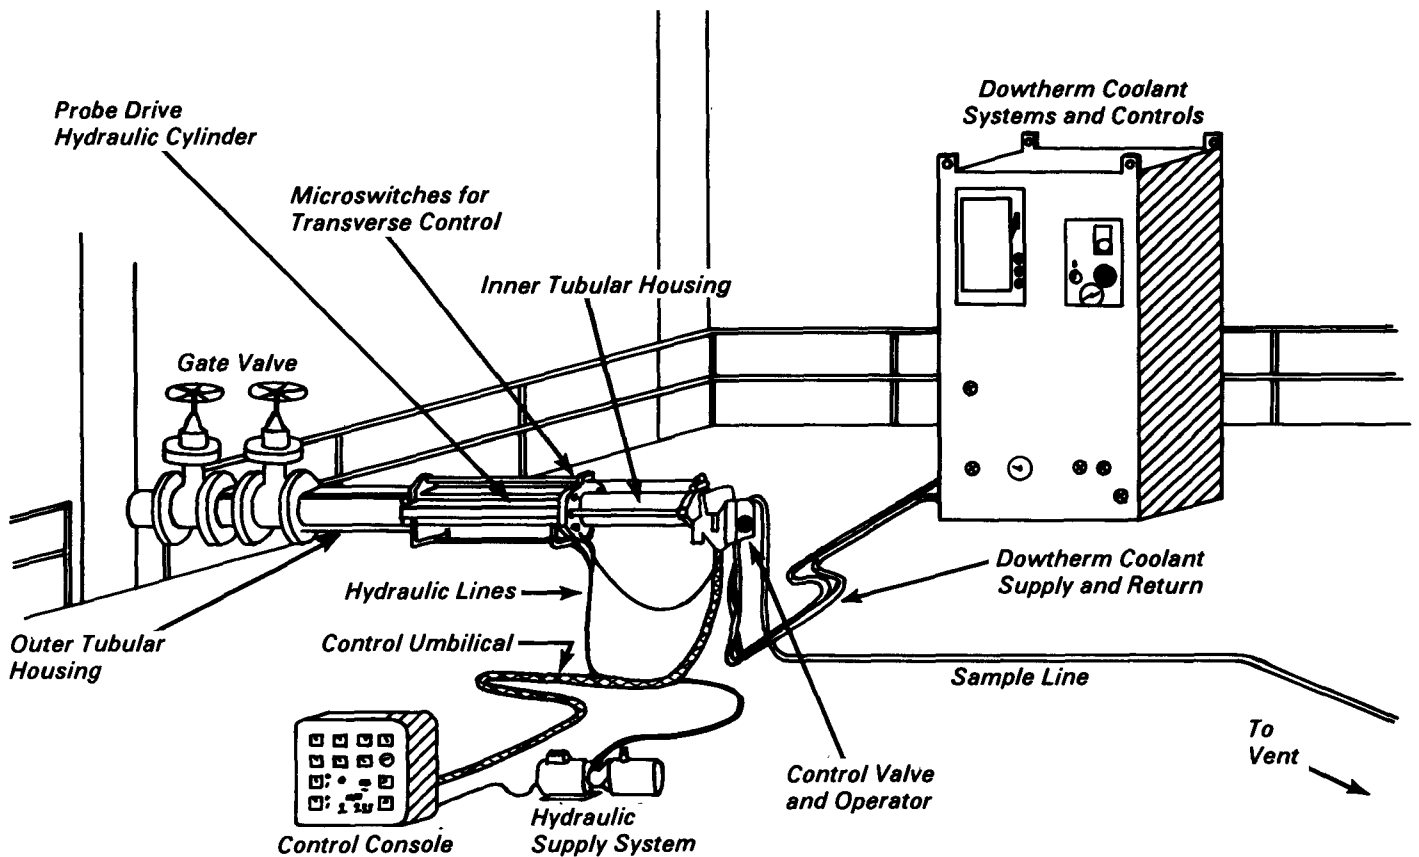 Dowtherm Coolant
Systems and Controls
Probe Drive
Hydraulic Cylinder
Microswitches for
Transverse Control
Inner Tubular Housing
Gate Valve
Dowtherm Coolant
Supply and Return
Hydraulic Lines
Outer Tubular
Housing
Control Umbilical
Sample Line
To
Vent
Control Valve
and Operator
Hydraulic
Supply System
Control Console